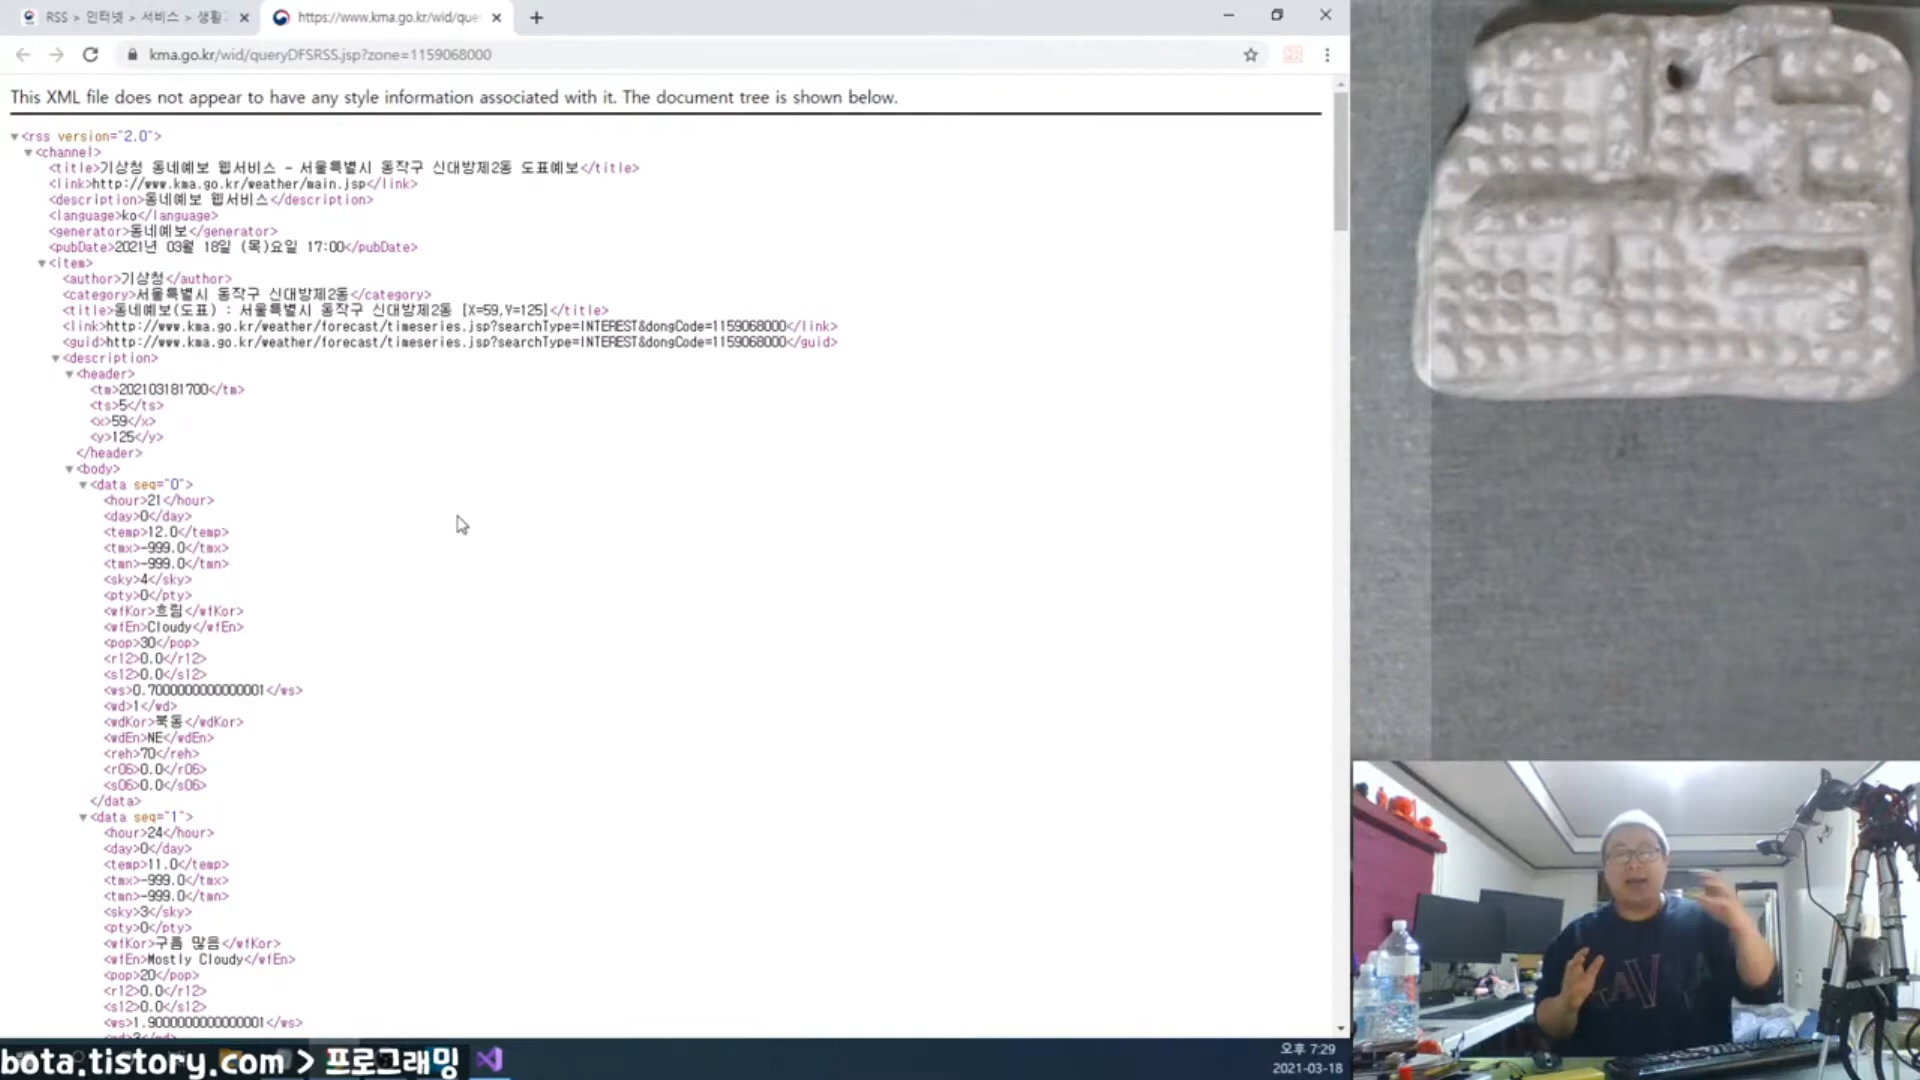 RSS > 인터넷 > 서비스 > 생활
https://www.kma.go.kr/wid/que
kma.go.kr/wid/queryDFSRSS.jsp?zone=1159068000
This XML file does not appear to have any style information associated with it. The document tree is shown below.
▼<rss version="2.0">
▼<channel>
<title>기상청 동네예보 웹서비스 - 서울특별시 동작구 신대방제2동 도표예보</title>
<link>http://www.kma.go.kr/weather/main.jsp</link>
<description>동네예보 웹서비스</description>
<language>ko</language>
<generator>동네예보</generator>
<pubDate>2021년 03월 18일 (목)요일 17:00</pubDate>
▼<item>
<author>기상청</author>
<category>서울특별시 동작구 신대방제2동</category>
<title>동네예보(도표) : 서울특별시 동작구 신대방제2동 [X=59,Y=125]</title>
<link>http://www.kma.go.kr/weather/forecast/timeseries.jsp?searchType=INTEREST&dongCode=1159068000</link>
<guid>http://www.kma.go.kr/weather/forecast/timeseries.jsp?searchType=INTEREST&dongCode=1159068000</guid>
▼<description>
▼<header>
<tm>202103181700</tm>
<ts>5</ts>
<x>59</x>
<y>125</y>
</header>
▼<body>
▼<data seq="0">
<hour>21</hour>
<day>0</day>
<temp>12.0</temp>
<tmx>-999.0</tmx>
<tmn>-999.0</tmn>
<sky>4</sky>
<pty>0</pty>
<wfKor>흐림</wfKor>
<wfEn>Cloudy</wfEn>
<pop>30</pop>
<r12>0.0</r12>
<s12>0.0</s12>
<ws>0.7000000000000001</ws>
<wd>1</wd>
<wdKor>북동</wdKor>
<wdEn>NE</wdEn>
<reh>70</reh>
<r06>0.0</r06>
<s06>0.0</s06>
</data>
▼<data seq="1">
<hour>24</hour>
<day>0</day>
<temp>11.0</temp>
<tmx>-999.0</tmx>
<tmn>-999.0</tmn>
<sky>3</sky>
<pty>0</pty>
<wfKor>구름 많음</wfKor>
<wfEn>Mostly Cloudy</wfEn>
<pop>20</pop>
<r12>0.0</r12>
<s12>0.0</s12>
<ws>1.9000000000000001</ws>
bota.tistory.com > 프로그래밍
오후 7:29
2021-03-18